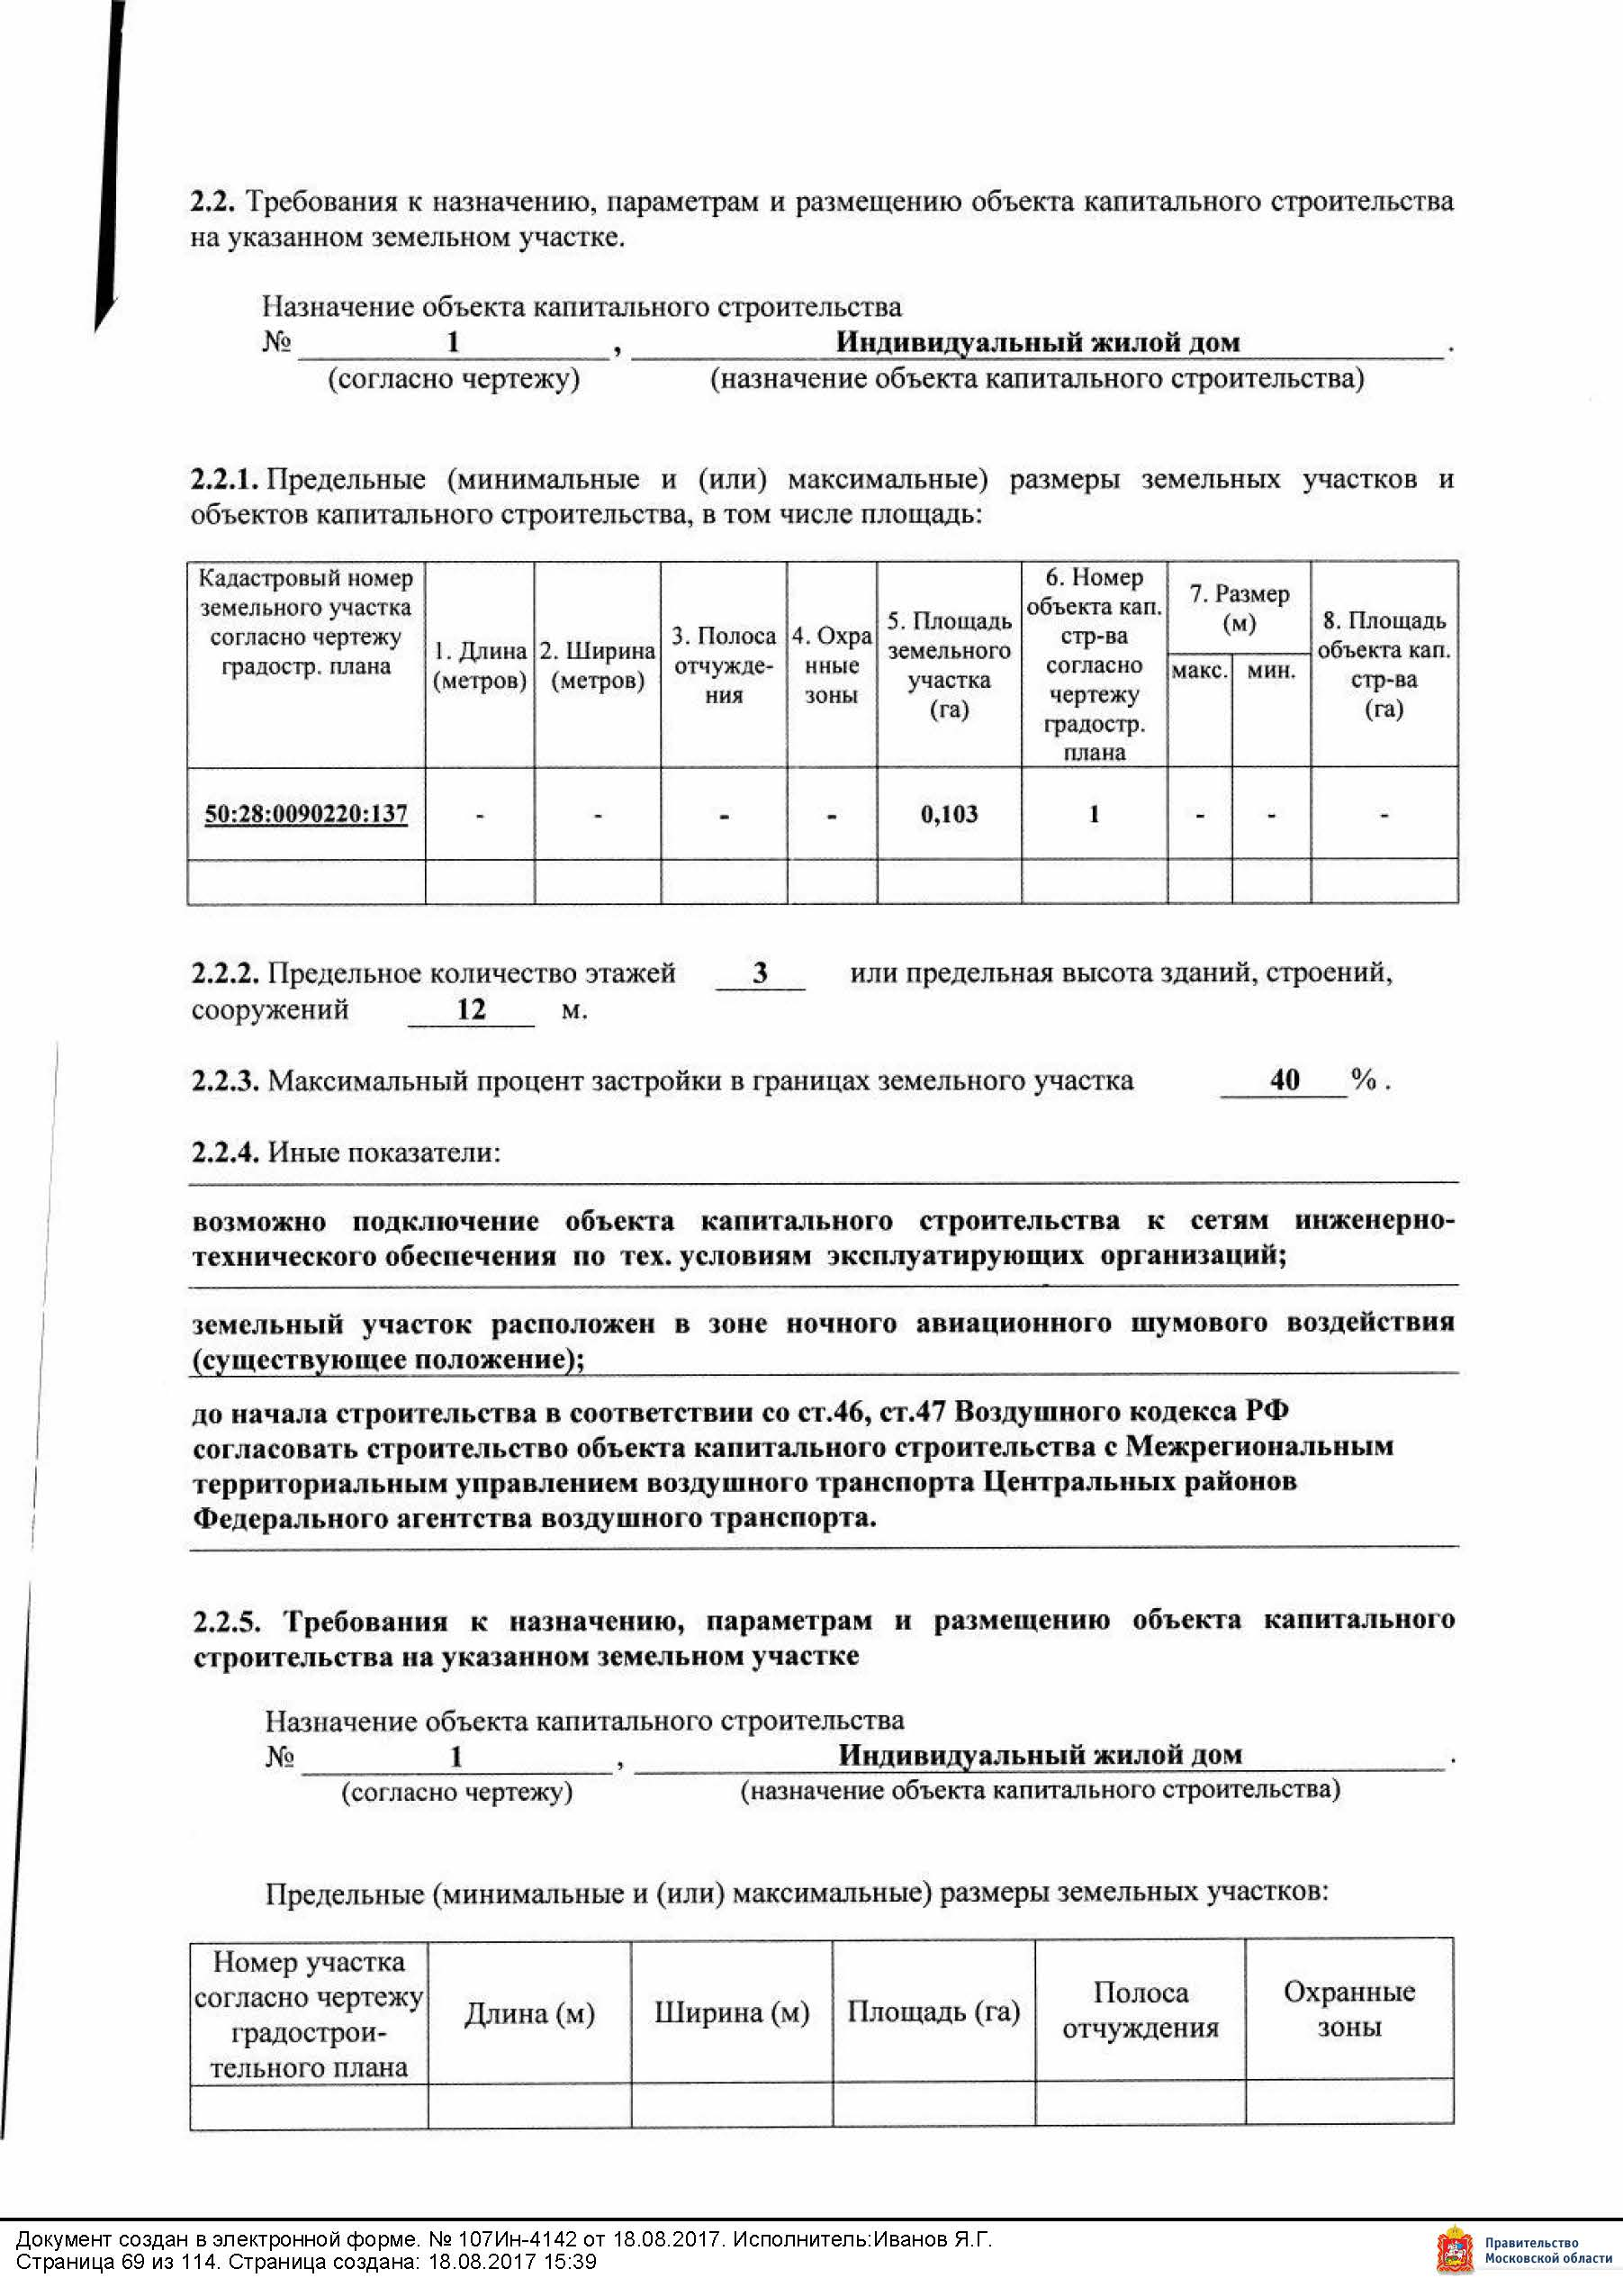 2.2. Требования к назначению, параметрам и размещению объекта капитального строительства
на указанном земельном участке.
Назначение объекта капитального строительства
№ 1 , Индивидуальный жилой дом .
(согласно чертежу) (назначение объекта капитального строительства)
2.2.1. Предельные (минимальные и (или) максимальные) размеры земельных участков и
объектов капитального строительства, в том числе площадь:
Кадастровый номер
земельного участка
согласно чертежу
градостр. плана
1. Длина
(метров)
2. Ширина
(метров)
3. Полоса
отчужде-
ния
4. Охра
нные
зоны
5. Площадь
земельного
участка
(га)
6. Номер
объекта кап.
стр-ва
согласно
чертежу
градостр.
плана
7. Размер
(м)
макс. мин.
8. Площадь
объекта кап.
стр-ва
(га)
50:28:0090220:137 - - - - 0,103 1 - - -
2.2.2. Предельное количество этажей 3 или предельная высота зданий, строений,
сооружений 12 м.
2.2.3. Максимальный процент застройки в границах земельного участка 40 % .
2.2.4. Иные показатели:
возможно подключение объекта капитального строительства к сетям инженерно-
технического обеспечения по тех. условиям эксплуатирующих организаций;
земельный участок расположен в зоне ночного авиационного шумового воздействия
(существующее положение);
до начала строительства в соответствии со ст.46, ст.47 Воздушного кодекса РФ
согласовать строительство объекта капитального строительства с Межрегиональным
территориальным управлением воздушного транспорта Центральных районов
Федерального агентства воздушного транспорта.
2.2.5. Требования к назначению, параметрам и размещению объекта капитального
строительства на указанном земельном участке
Назначение объекта капитального строительства
№ 1 , Индивидуальный жилой дом .
(согласно чертежу) (назначение объекта капитального строительства)
Предельные (минимальные и (или) максимальные) размеры земельных участков:
Номер участка
согласно чертежу
градострои-
тельного плана
Длина (м)
Ширина (м)
Площадь (га)
Полоса
отчуждения
Охранные
зоны
Документ создан в электронной форме. № 107Ин-4142 от 18.08.2017. Исполнитель:Иванов Я.Г.
Страница 69 из 114. Страница создана: 18.08.2017 15:39
Правительство
Московской области